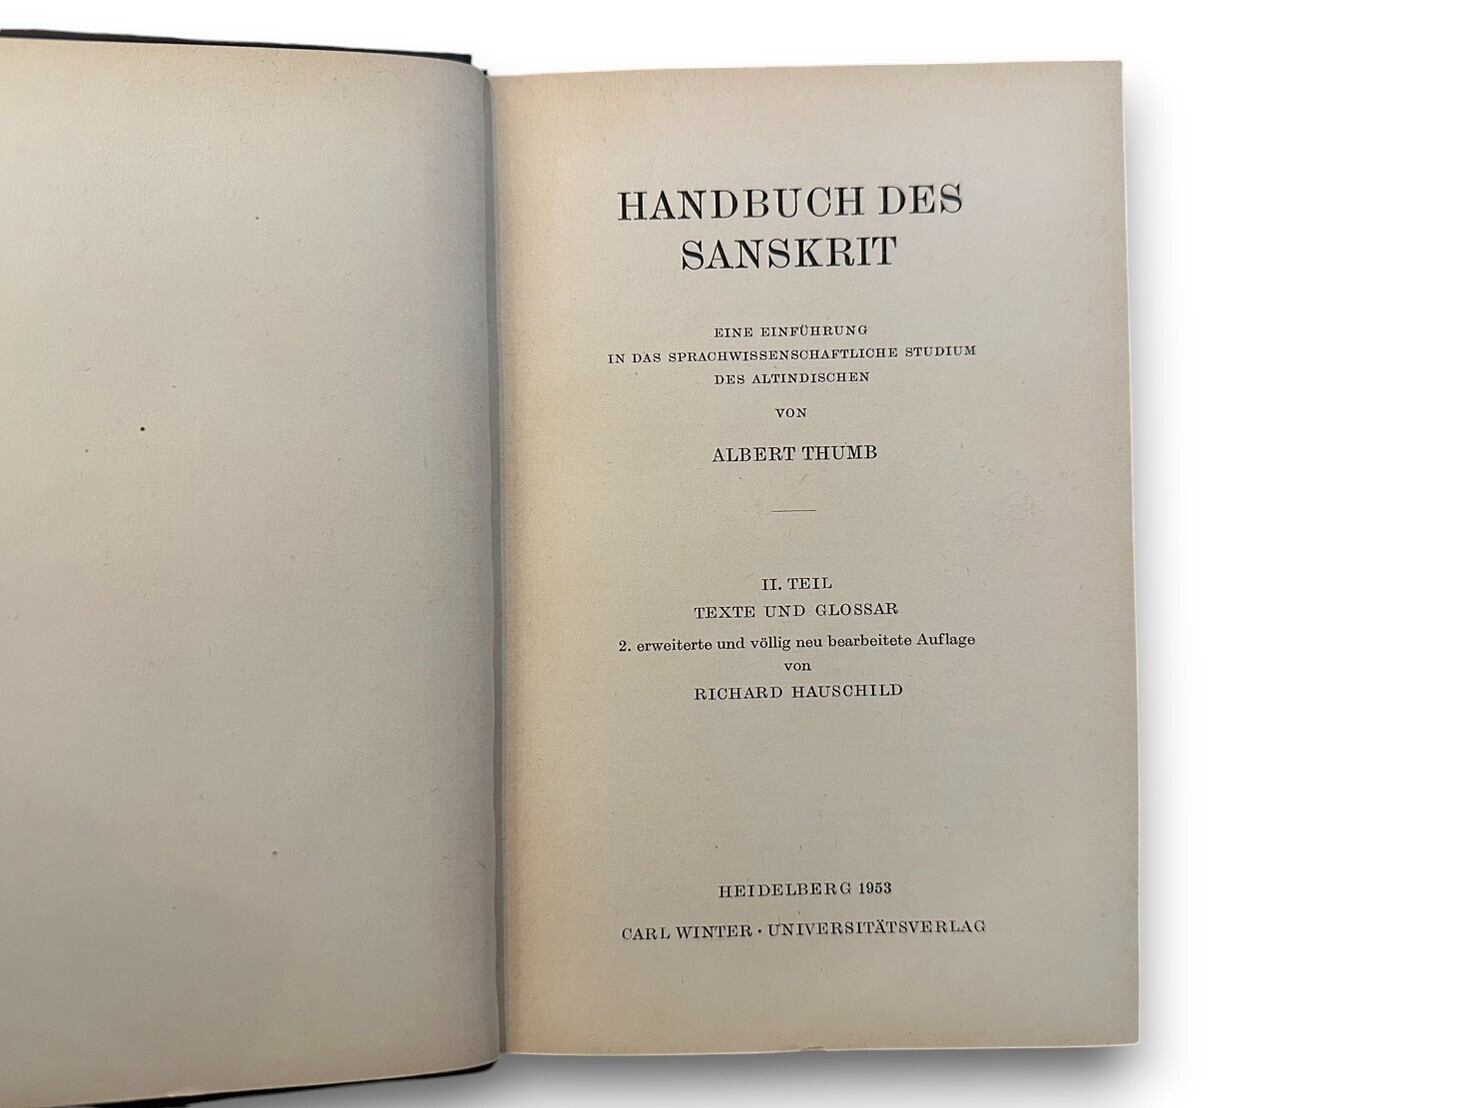 HANDBUCH DES
SANSKRIT
EINE EINFÜHRUNG
IN DAS SPRACHWISSENSCHAFTLICHE STUDIUM
DES ALTINDISCHEN
VON
ALBERT THUMB
II. TEIL
TEXTE UND GLOSSAR
2. erweiterte und völlig neu bearbeitete Auflage
von
RICHARD HAUSCHILD
HEIDELBERG 1953
CARL WINTER · UNIVERSITÄTSVERLAG